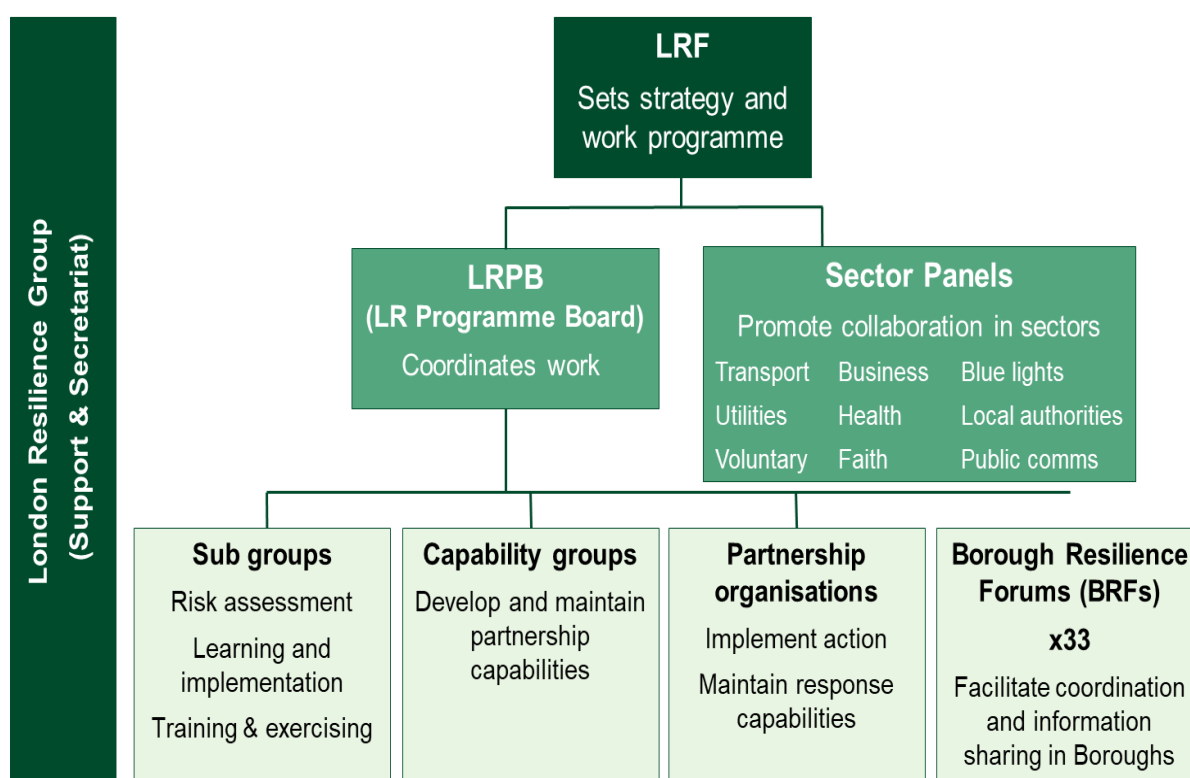 London Resilience Group
(Support & Secretariat)
LRF
Sets strategy and
work programme
LRPB
(LR Programme Board)
Coordinates work
Sector Panels
Promote collaboration in sectors
Transport Business Blue lights
Utilities Health Local authorities
Voluntary Faith Public comms
Sub groups
Risk assessment
Learning and
implementation
Training & exercising
Capability groups
Develop and maintain
partnership
capabilities
Partnership
organisations
Implement action
Maintain response
capabilities
Borough Resilience
Forums (BRFs)
x33
Facilitate coordination
and information
sharing in Boroughs